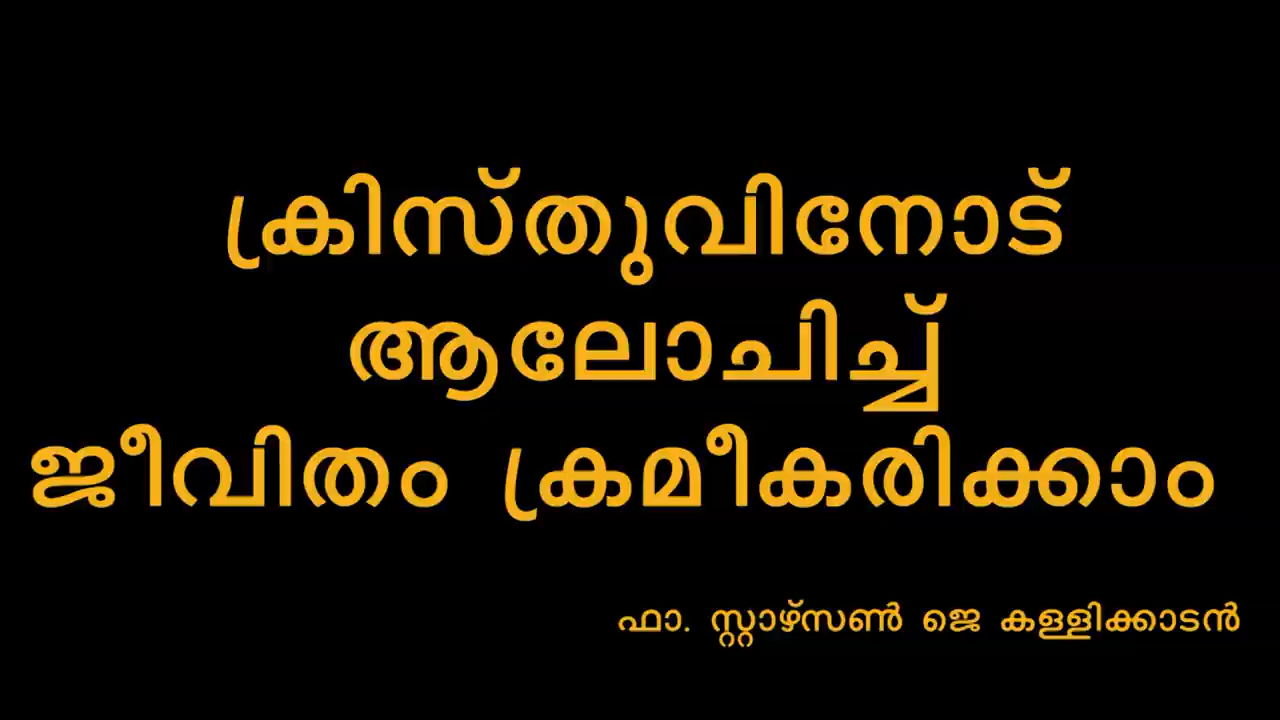 ക്രിസ്തുവിനോട്
ആലോചിച്ച്
ജീവിതം ക്രമീകരിക്കാം
ഫാ. സ്റ്റാഴ്സൺ ജെ കള്ളിക്കാടൻ